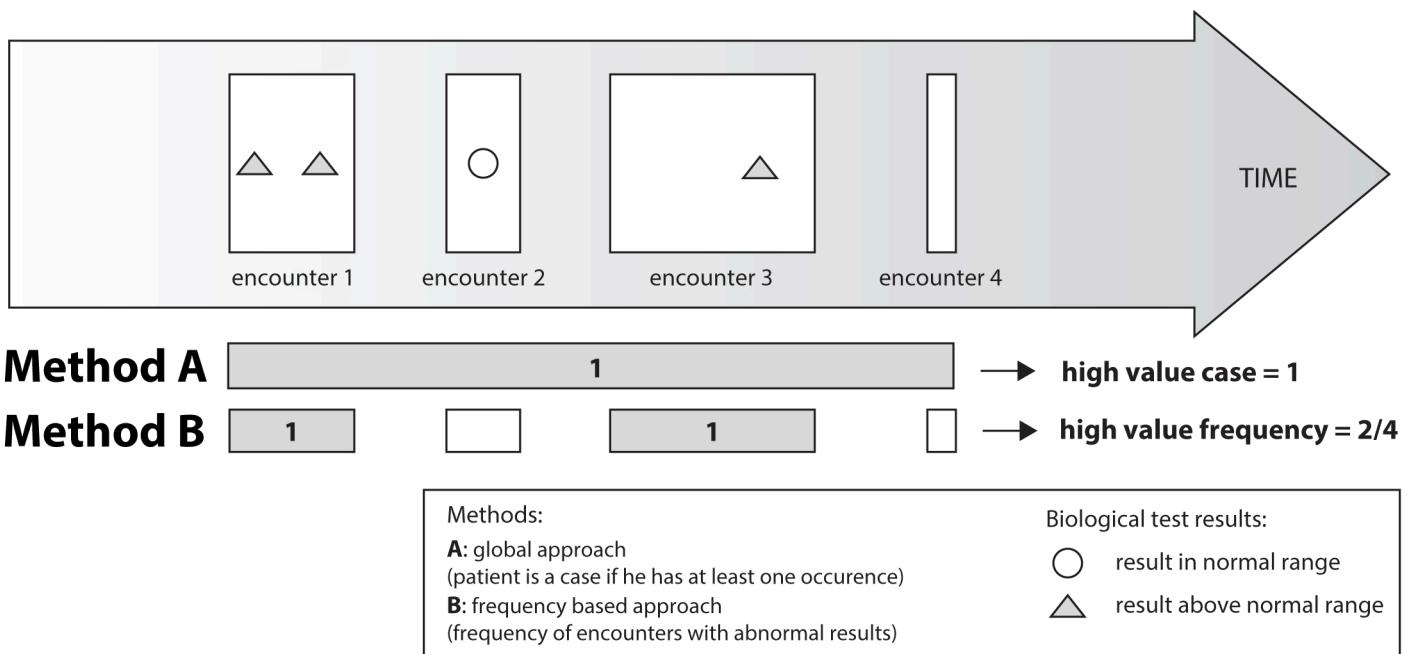 TIME
encounter 1
encounter 2
encounter 3
encounter 4
Method A
1
high value case = 1
Method B
1
1
high value frequency = 2/4
Methods:
A: global approach
(patient is a case if he has at least one occurence)
B: frequency based approach
(frequency of encounters with abnormal results)
Biological test results:
result in normal range
result above normal range